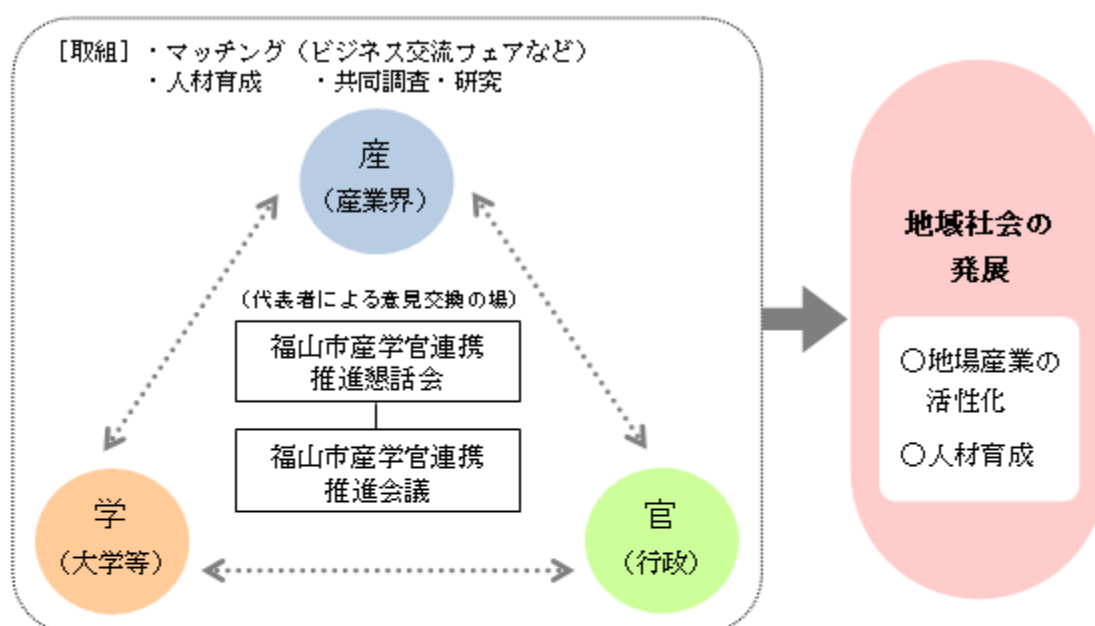 ［取組］・マッチング（ビジネス交流フェアなど）
・人材育成　・共同調査・研究
産
（産業界）
（代表者による意見交換の場）
福山市産学官連携
推進懇話会
福山市産学官連携
推進会議
学
（大学等）
官
（行政）
地域社会の
発展
○地場産業の
活性化
○人材育成